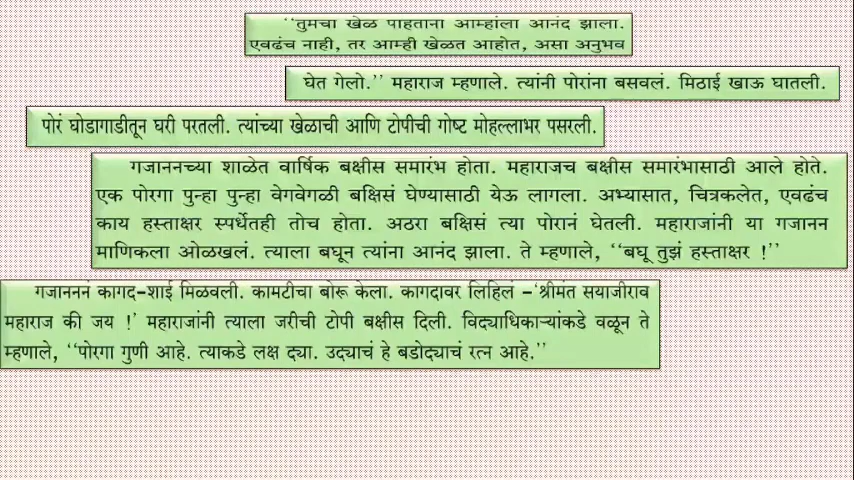 ‘‘तुमचा खेळ पाहताना आम्हांला आनंद झाला.
एवढंच नाही, तर आम्ही खेळत आहोत, असा अनुभव
घेत गेलो.’’ महाराज म्हणाले. त्यांनी पोरांना बसवलं. मिठाई खाऊ घातली.
पोरं घोडागाडीतून घरी परतली. त्यांच्या खेळाची आणि टोपीची गोष्ट मोहल्लाभर पसरली.
गजाननच्या शाळेत वार्षिक बक्षीस समारंभ होता. महाराजच बक्षीस समारंभासाठी आले होते.
एक पोरगा पुन्हा पुन्हा वेगवेगळी बक्षिसं घेण्यासाठी येऊ लागला. अभ्यासात, चित्रकलेत, एवढंच
काय हस्ताक्षर स्पर्धेतही तोच होता. अठरा बक्षिसं त्या पोरानं घेतली. महाराजांनी या गजानन
माणिकला ओळखलं. त्याला बघून त्यांना आनंद झाला. ते म्हणाले, ‘‘बघू तुझं हस्ताक्षर !’’
गजानननं कागद-शाई मिळवली. कामटीचा बोरू केला. कागदावर लिहिलं -‘श्रीमंत सयाजीराव
महाराज की जय !’ महाराजांनी त्याला जरीची टोपी बक्षीस दिली. विद्याधिकाऱ्यांकडे वळून ते
म्हणाले, ‘‘पोरगा गुणी आहे. त्याकडे लक्ष द्या. उद्याचं हे बडोद्याचं रत्न आहे.’’